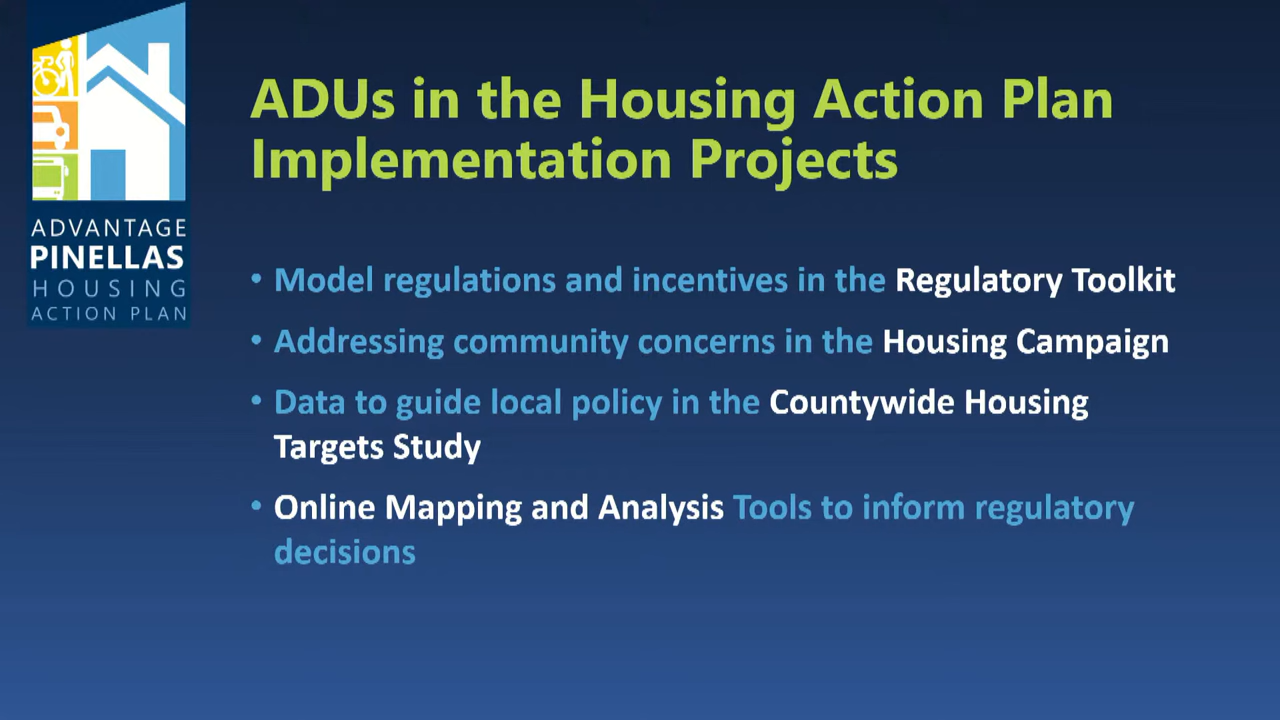 ADUs in the Housing Action Plan
Implementation Projects
ADVANTAGE
PINELLAS
HOUSING
ACTION PLAN
• Model regulations and incentives in the Regulatory Toolkit
• Addressing community concerns in the Housing Campaign
• Data to guide local policy in the Countywide Housing
Targets Study
• Online Mapping and Analysis Tools to inform regulatory
decisions